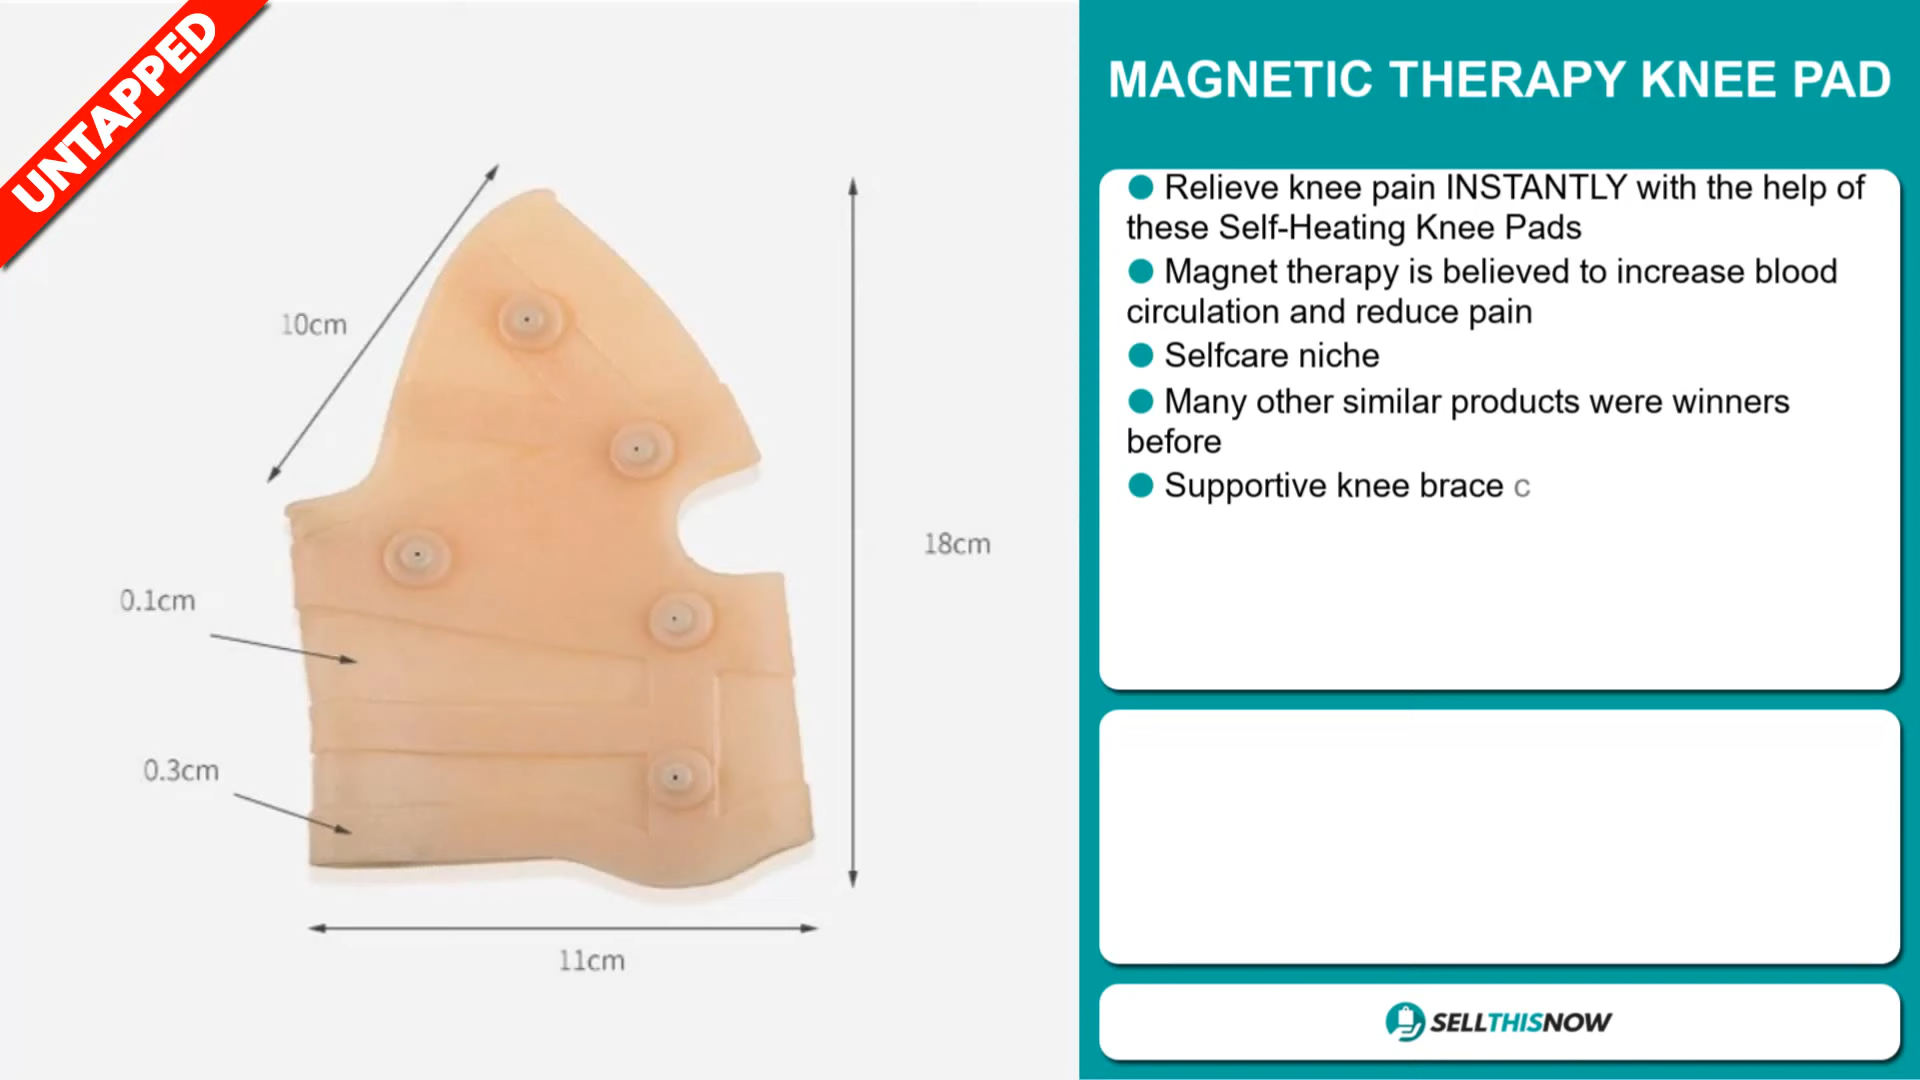 UNTAPPED
MAGNETIC THERAPY KNEE PAD
● Relieve knee pain INSTANTLY with the help of
these Self-Heating Knee Pads
● Magnet therapy is believed to increase blood
circulation and reduce pain
● Selfcare niche
● Many other similar products were winners
before
● Supportive knee brace c
10cm
18cm
0.1cm
0.3cm
11cm
SELLTHISNOW